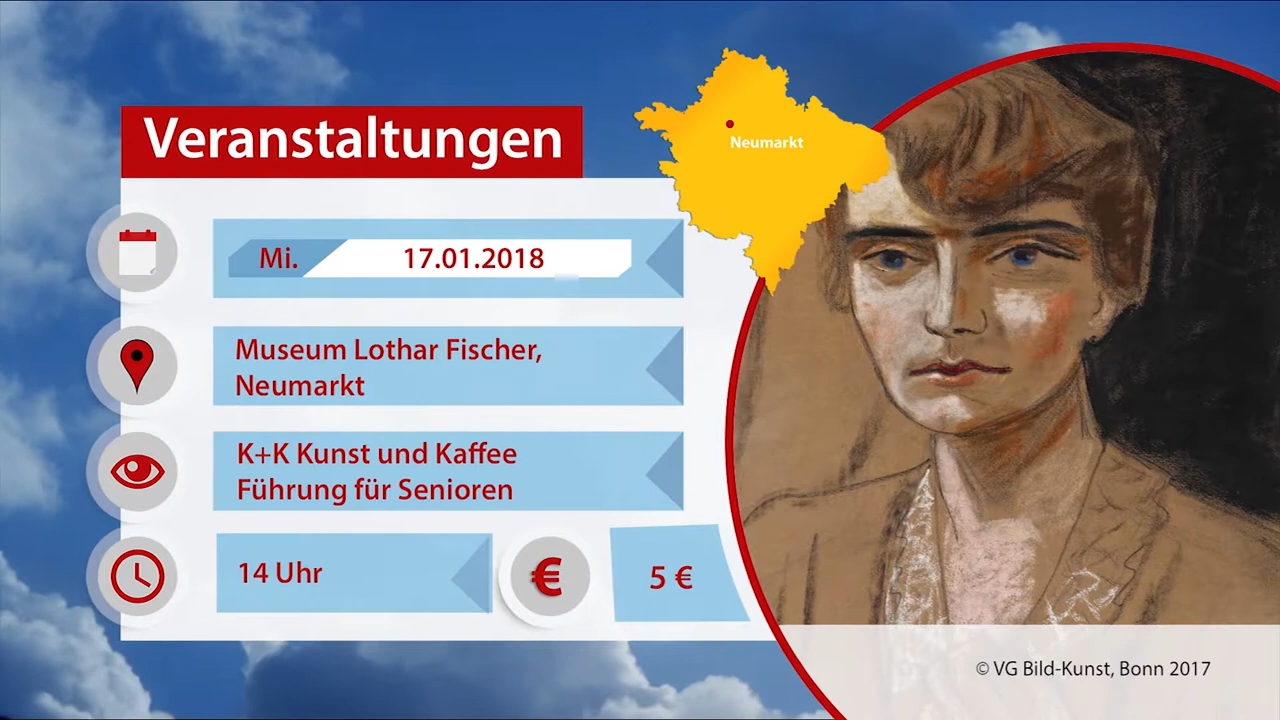 Veranstaltungen
Neumarkt
Mi. 17.01.2018
Museum Lothar Fischer,
Neumarkt
K+K Kunst und Kaffee
Führung für Senioren
14 Uhr
€
5 €
© VG Bild-Kunst, Bonn 2017